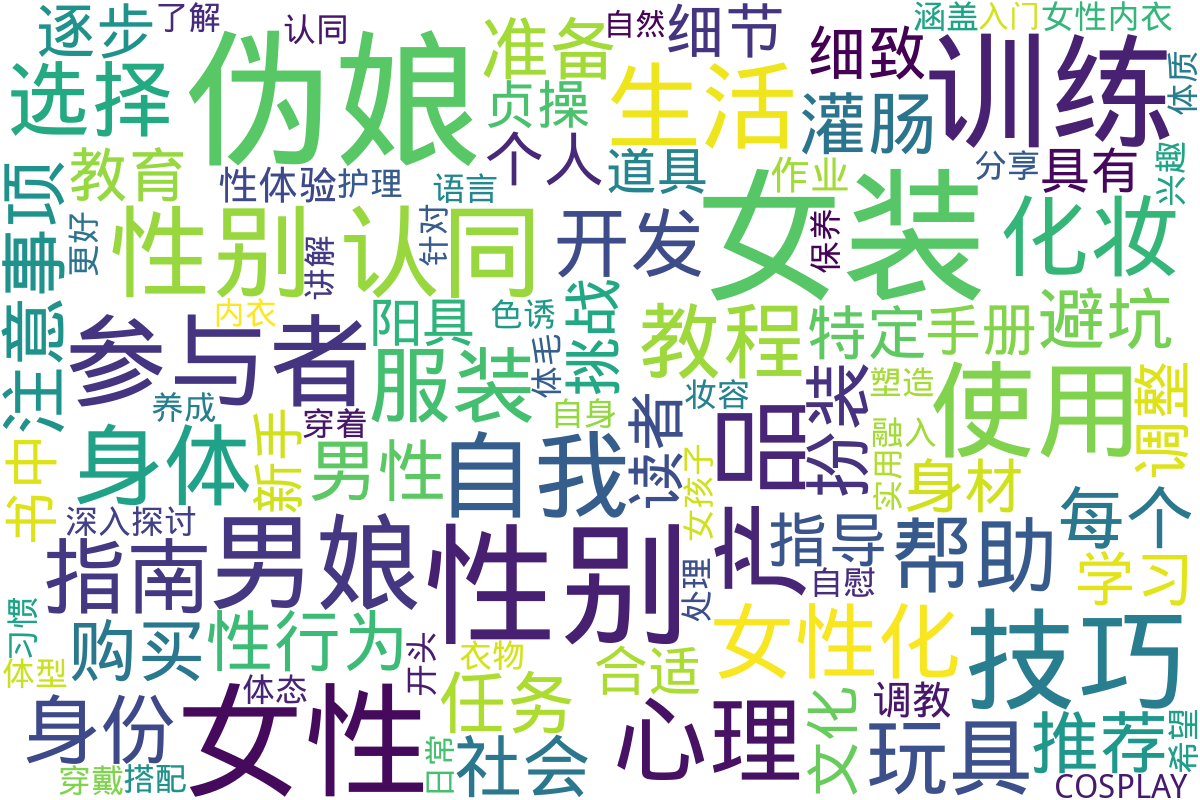 逐步
了解
认同
自然
细节
涵盖
入门
女性内衣
选择
伪娘
准备
细致
训练
体质
贞操
生活
灌肠
教育
性体验
护理
语言
个人
道具
作业
分享
具有
兴趣
注意事项
更好
性别认同
讲解
针对
开发
女装
保养
化妆
内衣
阳具
色诱
挑战
教程
特定
手册
避坑
参与者
服装
体毛
养成
穿着
自身
妆容
塑造
使用
调整
书中
身体
新手
男性
自我
读者
女孩子
产品
扮装
融入
实用
身材
深入探讨
指南
男娘
性别
处理
指导
自慰
帮助
每个
学习
习惯
体型
购买
性行为
开头
衣物
合适
女性化
技巧
身份
体态
女性
任务
心理
文化
调教
玩具
推荐
希望
穿戴
搭配
日常
社会
COSPLAY